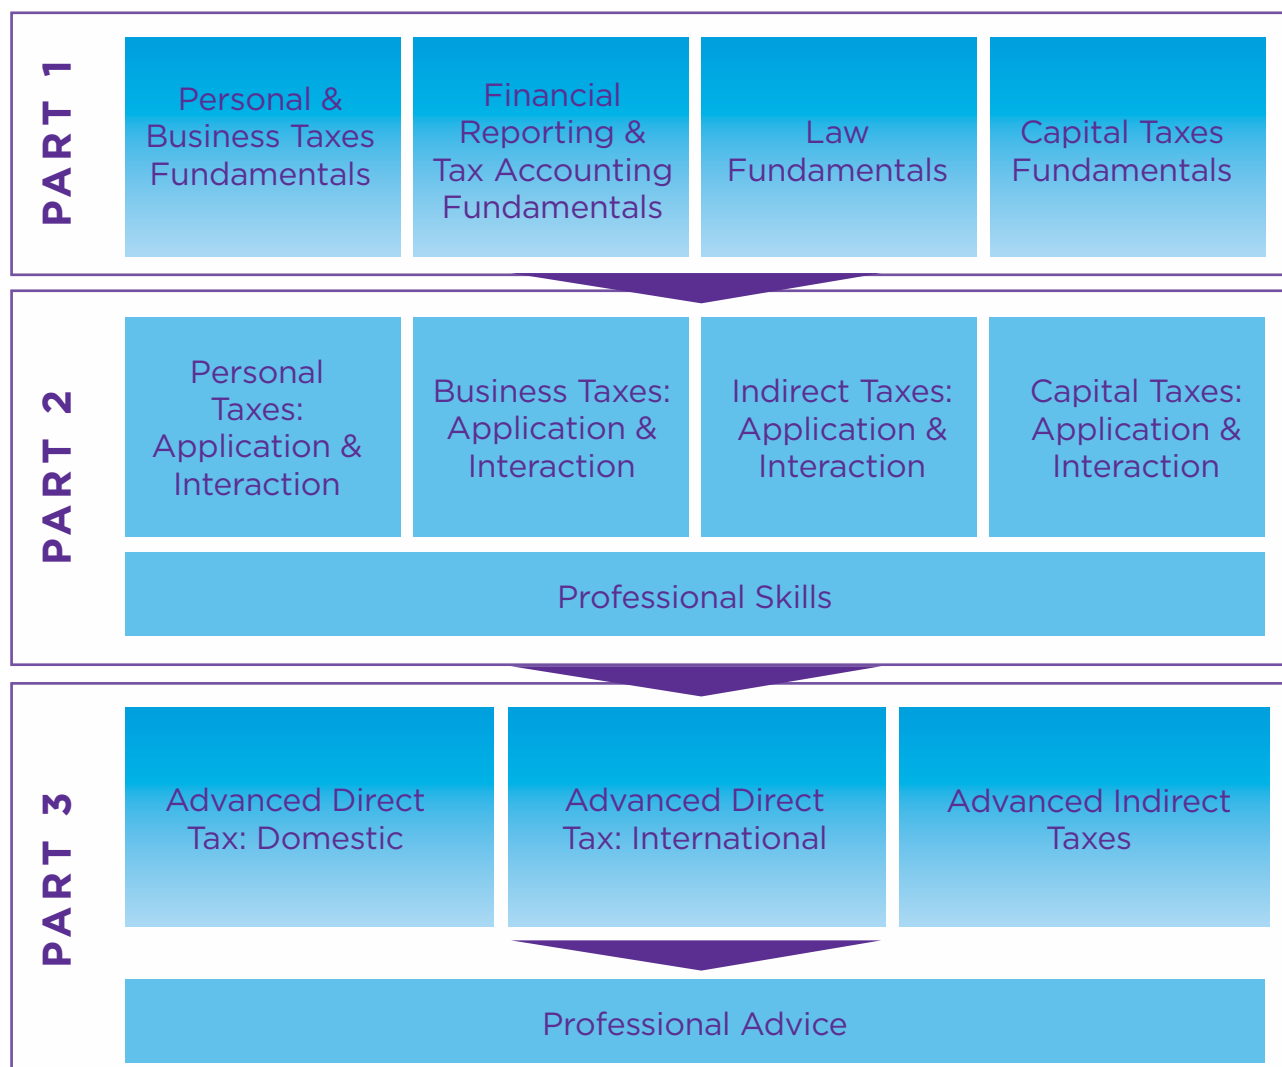 PART 1
Personal &
Business Taxes
Fundamentals
Financial
Reporting &
Tax Accounting
Fundamentals
Law
Fundamentals
Capital Taxes
Fundamentals
PART 2
Personal
Taxes:
Application &
Interaction
Business Taxes:
Application &
Interaction
Indirect Taxes:
Application &
Interaction
Capital Taxes:
Application &
Interaction
Professional Skills
PART 3
Advanced Direct
Tax: Domestic
Advanced Direct
Tax: International
Advanced Indirect
Taxes
Professional Advice